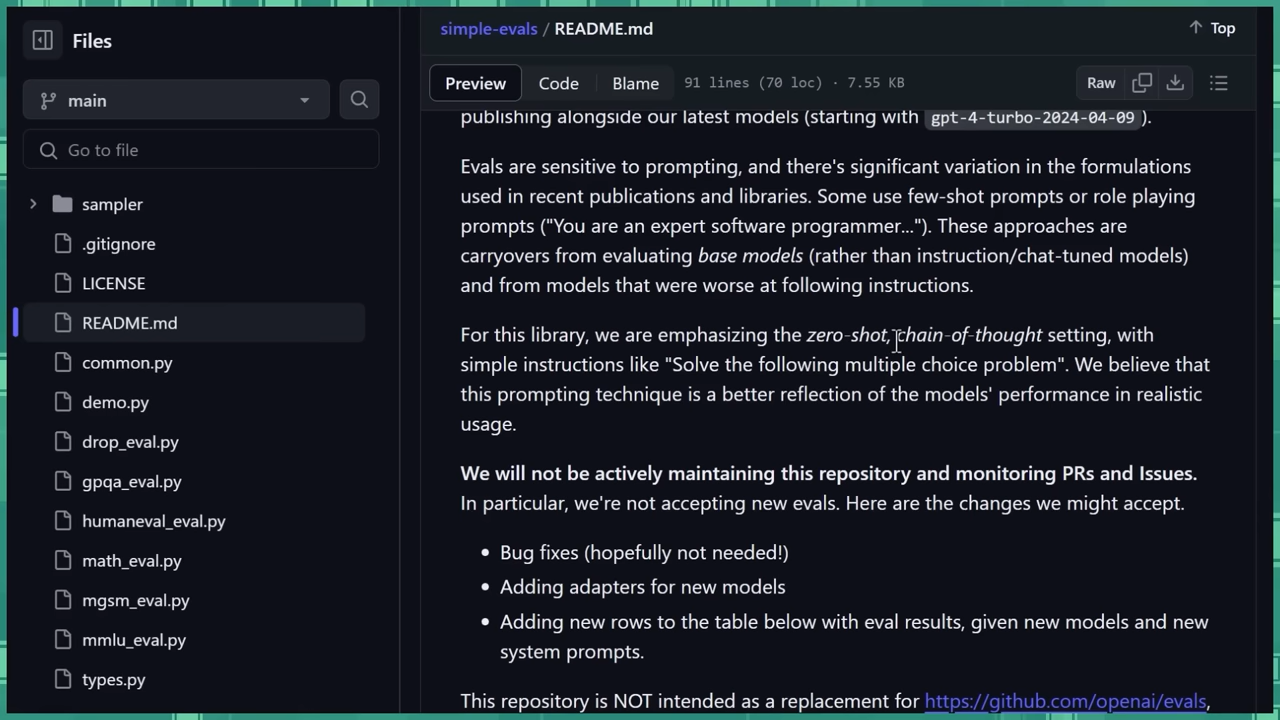 Files
main
Go to file
sampler
.gitignore
LICENSE
README.md
common.py
demo.py
drop_eval.py
gpqa_eval.py
humaneval_eval.py
math_eval.py
mgsm_eval.py
mmlu_eval.py
types.py
simple-evals / README.md
Top
Preview Code Blame 91 lines (70 loc) · 7.55 KB Raw
publishing alongside our latest models (starting with gpt-4-turbo-2024-04-09 ).
Evals are sensitive to prompting, and there's significant variation in the formulations
used in recent publications and libraries. Some use few-shot prompts or role playing
prompts ("You are an expert software programmer..."). These approaches are
carryovers from evaluating base models (rather than instruction/chat-tuned models)
and from models that were worse at following instructions.
For this library, we are emphasizing the zero-shot, chain-of-thought setting, with
simple instructions like "Solve the following multiple choice problem". We believe that
this prompting technique is a better reflection of the models' performance in realistic
usage.
We will not be actively maintaining this repository and monitoring PRs and Issues.
In particular, we're not accepting new evals. Here are the changes we might accept.
• Bug fixes (hopefully not needed!)
• Adding adapters for new models
• Adding new rows to the table below with eval results, given new models and new
system prompts.
This repository is NOT intended as a replacement for https://github.com/openai/evals,